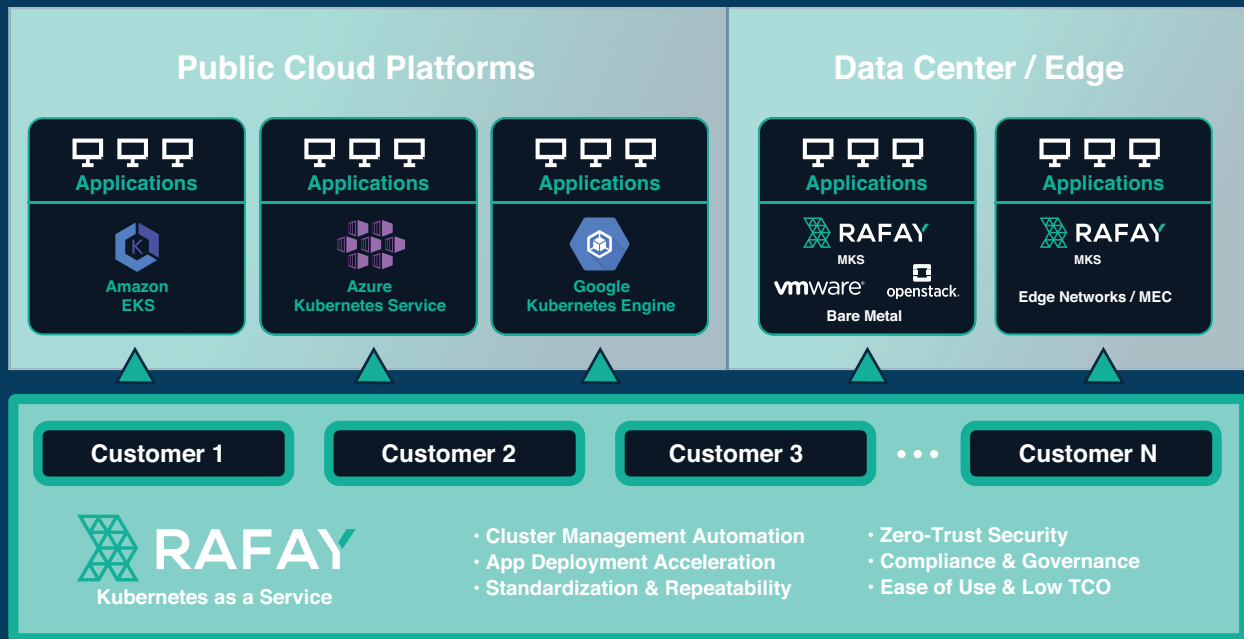 Public Cloud Platforms
Data Center / Edge
Applications
Amazon
EKS
Applications
Azure
Kubernetes Service
Applications
Google
Kubernetes Engine
Applications
RAFAY
MKS
vmware®
openstack.
Bare Metal
Applications
RAFAY
MKS
Edge Networks / MEC
Customer 1
Customer 2
Customer 3
•••
Customer N
RAFAY
Kubernetes as a Service
· Cluster Management Automation
· App Deployment Acceleration
· Standardization & Repeatability
· Zero-Trust Security
· Compliance & Governance
· Ease of Use & Low TCO